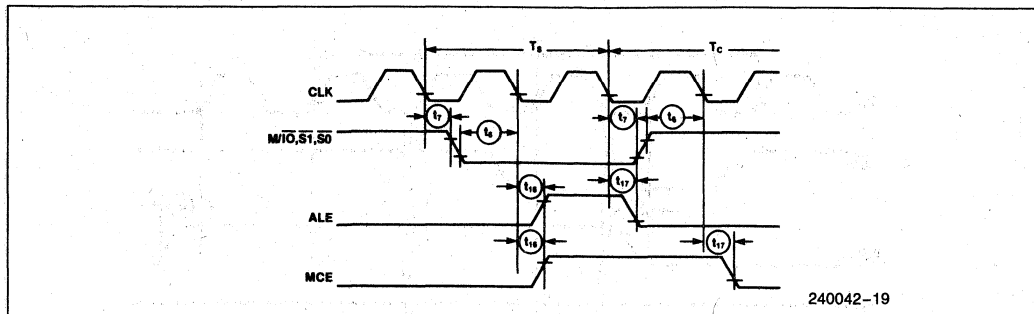 Ts Tc
CLK
t7 t6 t7 t6
M/IO,S1,S0
t16 t17
ALE
t16 t17
MCE
240042-19